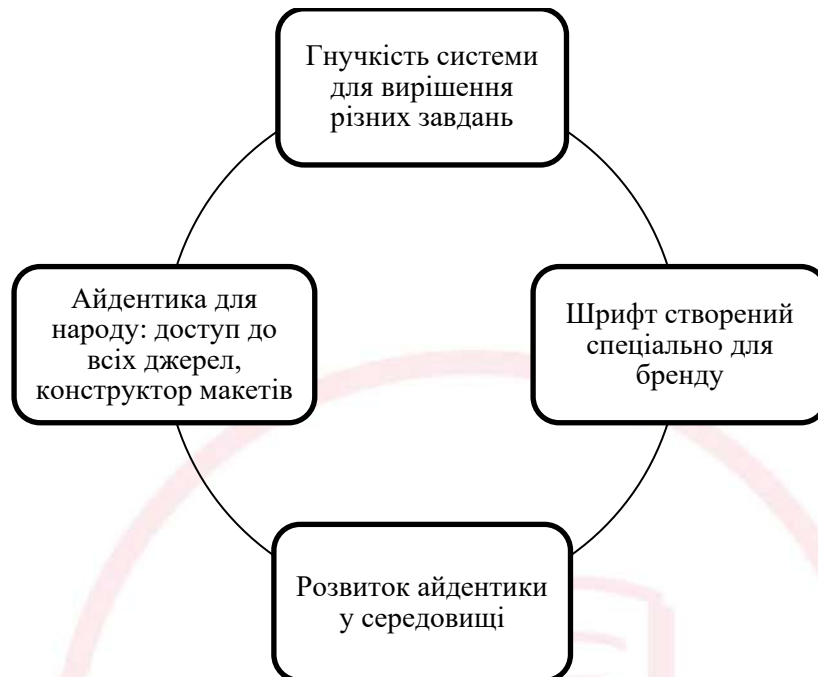 Гнучкість системи
для вирішення
різних завдань
Айдентика для
народу: доступ до
всіх джерел,
конструктор макетів
Шрифт створений
спеціально для
бренду
Розвиток айдентики
у середовищі